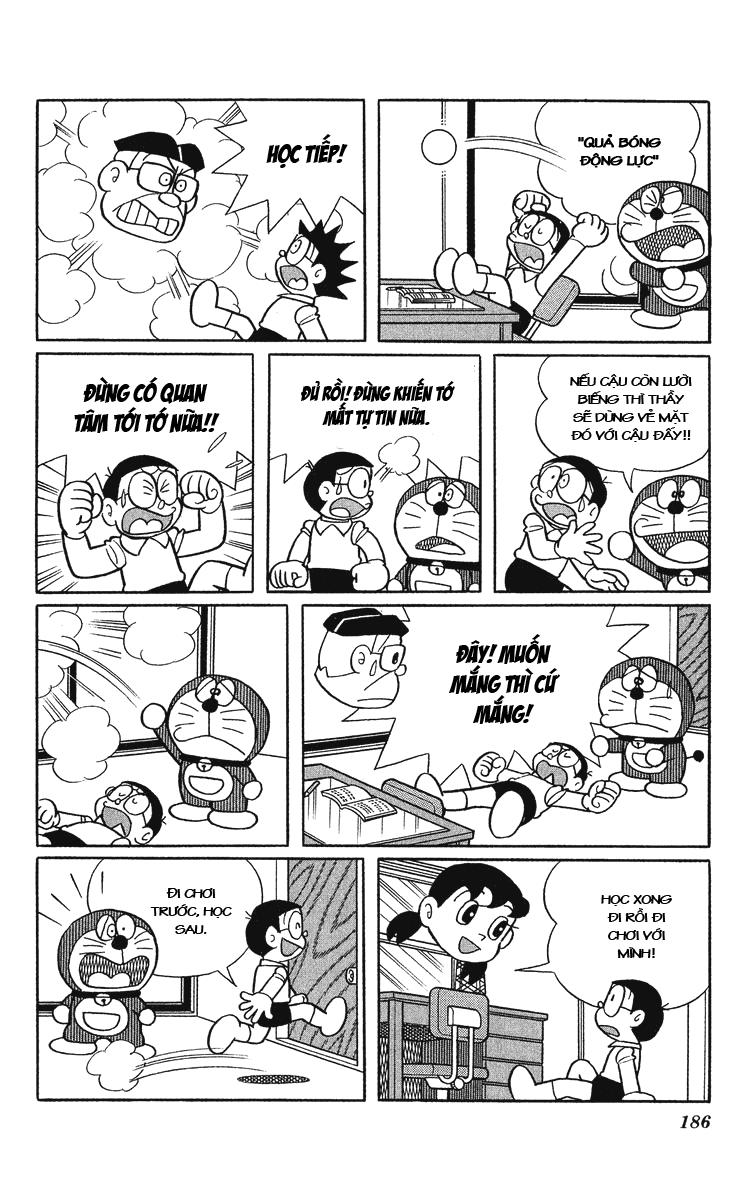 HỌC TIẾP!
"QUẢ BÓNG
ĐỘNG LỰC"
ĐỪNG CÓ QUAN
TÂM TỚI TỚ NỮA!!
ĐỦ RỒI! ĐỪNG KHIẾN TỚ
MẤT TỰ TIN NỮA.
NẾU CẬU CÒN LƯỜI
BIẾNG THÌ THẦY
SẼ DÙNG VẺ MẶT
ĐÓ VỚI CẬU ĐẤY!!
ĐÂY! MUỐN
MẮNG THÌ CỨ
MẮNG!
ĐI CHƠI
TRƯỚC, HỌC
SAU.
HỌC XONG
ĐI RỒI ĐI
CHƠI VỚI
MÌNH!
186